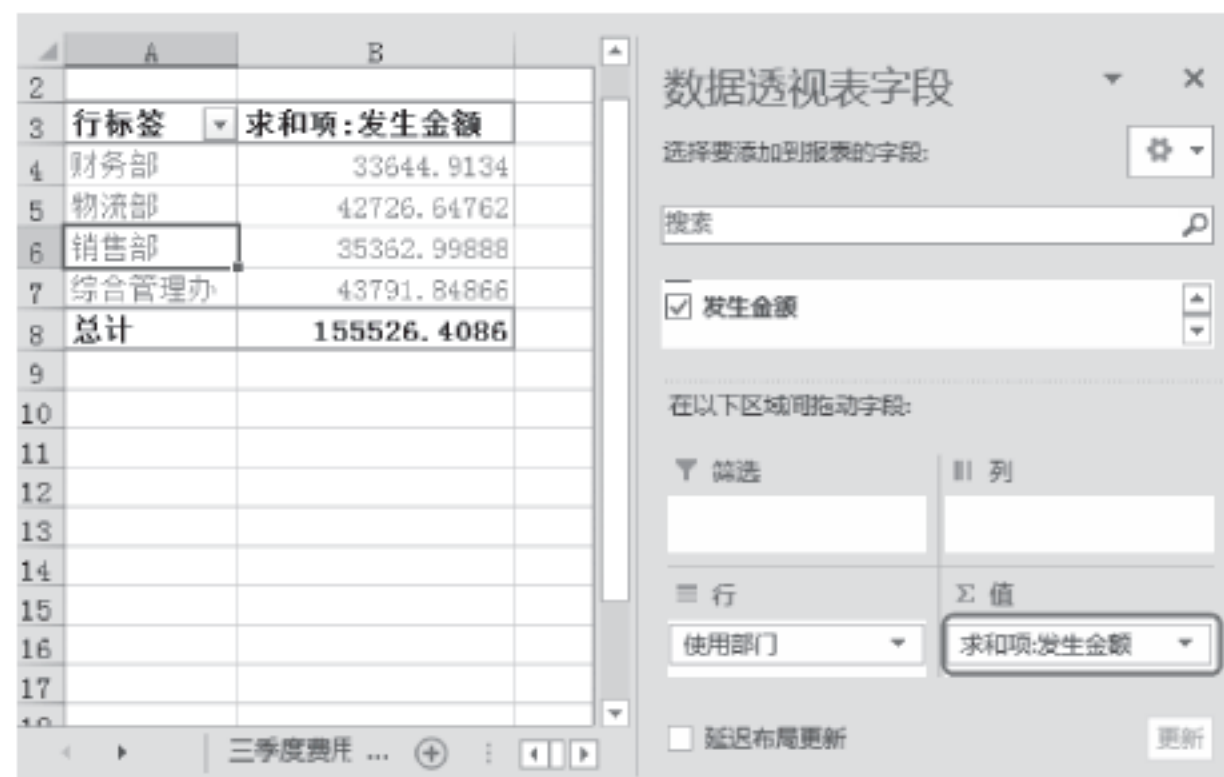 A B
2
3 行标签 求和项:发生金额
4 财务部 33644.9134
5 物流部 42726.64762
6 销售部 35362.99888
7 综合管理办 43791.84866
8 总计 155526.4086
9
10
11
12
13
14
15
16
17
三季度费用 ...
数据透视表字段
选择要添加到报表的字段:
搜索
发生金额
在以下区域间拖动字段:
筛选 列
行 Σ 值
使用部门 求和项:发生金额
延迟布局更新 更新